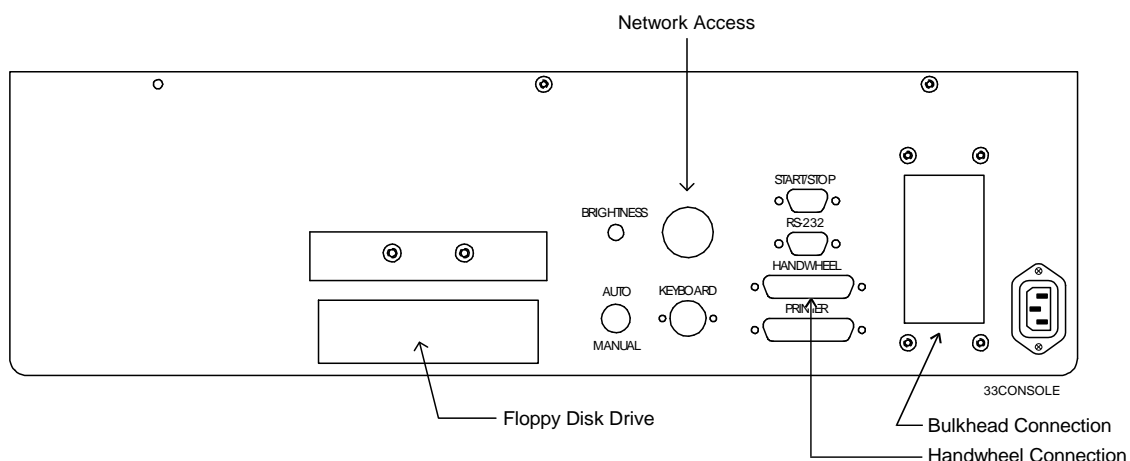 Network Access
START/STOP
BRIGHTNESS
RS-232
HANDWHEEL
AUTO
KEYBOARD
PRINTER
MANUAL
33CONSOLE
Floppy Disk Drive
Bulkhead Connection
Handwheel Connection